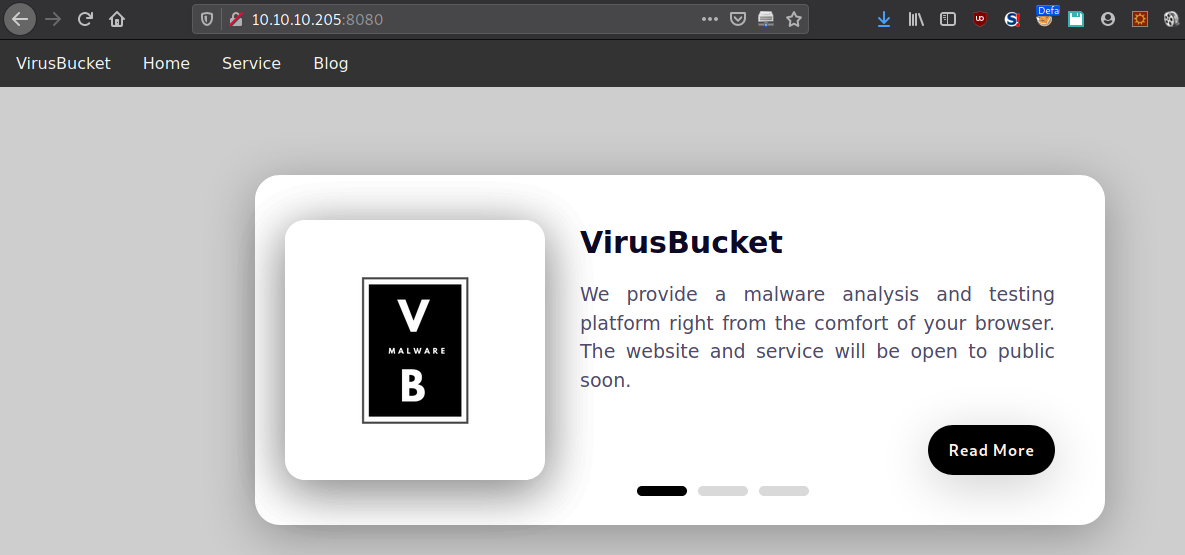 10.10.10.205:8080
Defa
VirusBucket Home Service Blog
VirusBucket
We provide a malware analysis and testing
platform right from the comfort of your browser.
The website and service will be open to public
soon.
V
MALWARE
B
Read More